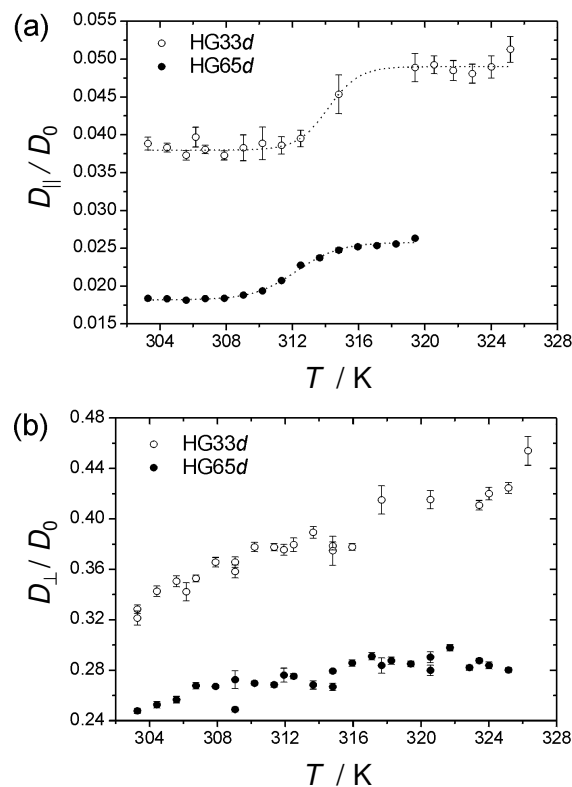 (a)
HG33d
HG65d
0.050
0.045
0.040
0.035
0.030
0.025
0.020
0.015
D|| / D0
304 308 312 316 320 324 328
T / K
(b)
HG33d
HG65d
0.48
0.44
0.40
0.36
0.32
0.28
0.24
D⊥ / D0
304 308 312 316 320 324 328
T / K